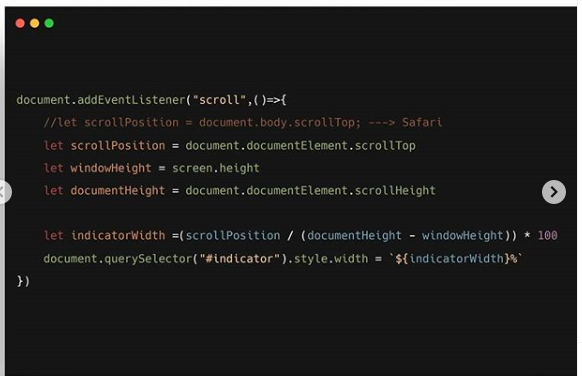 document.addEventListener("scroll",()=>{
//let scrollPosition = document.body.scrollTop; ---> Safari
let scrollPosition = document.documentElement.scrollTop
let windowHeight = screen.height
let documentHeight = document.documentElement.scrollHeight
let indicatorWidth =(scrollPosition / (documentHeight - windowHeight)) * 100
document.querySelector("#indicator").style.width = `${indicatorWidth}%`
})